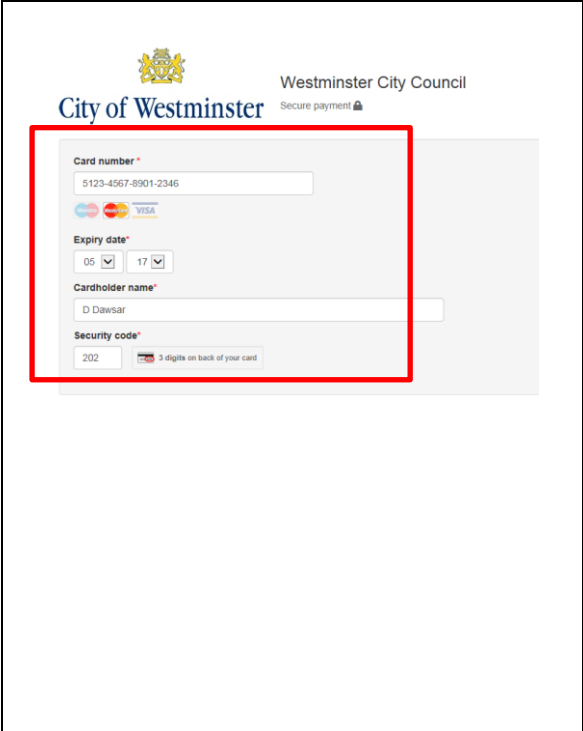 City of Westminster
Westminster City Council
Secure payment
Card number *
5123-4567-8901-2346
VISA
Expiry date*
05 17
Cardholder name*
D Dawsar
Security code*
202 3 digits on back of your card